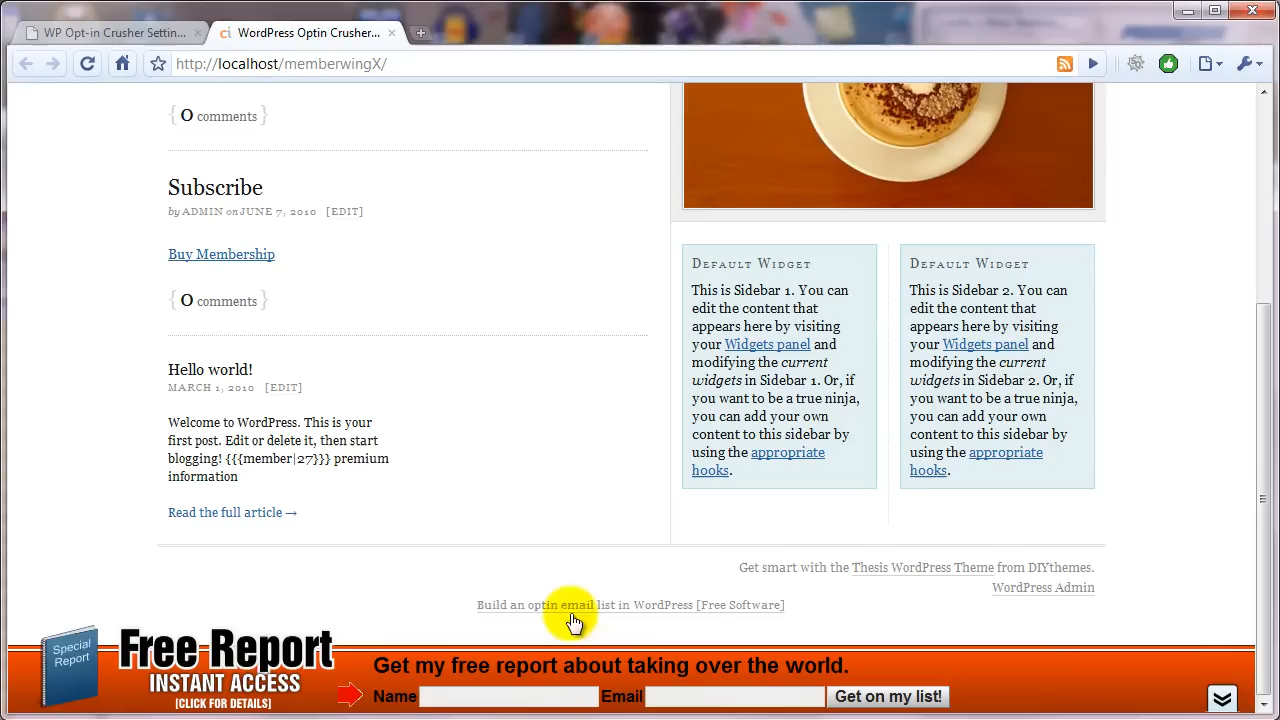 WP Opt-in Crusher Settin...
WordPress Optin Crusher...
http://localhost/memberwingX/
{ 0 comments }
Subscribe
by ADMIN on JUNE 7, 2010 [EDIT]
Buy Membership
{ 0 comments }
Hello world!
MARCH 1, 2010 [EDIT]
Welcome to WordPress. This is your
first post. Edit or delete it, then start
blogging! {{{member|27}}} premium
information
Read the full article →
DEFAULT WIDGET
This is Sidebar 1. You can
edit the content that
appears here by visiting
your Widgets panel and
modifying the current
widgets in Sidebar 1. Or, if
you want to be a true ninja,
you can add your own
content to this sidebar by
using the appropriate
hooks.
DEFAULT WIDGET
This is Sidebar 2. You can
edit the content that
appears here by visiting
your Widgets panel and
modifying the current
widgets in Sidebar 2. Or, if
you want to be a true ninja,
you can add your own
content to this sidebar by
using the appropriate
hooks.
Get smart with the Thesis WordPress Theme from DIYthemes.
WordPress Admin
Build an optin email list in WordPress [Free Software]
Special
Report
Free Report
INSTANT ACCESS
[CLICK FOR DETAILS]
Get my free report about taking over the world.
Name Email Get on my list!